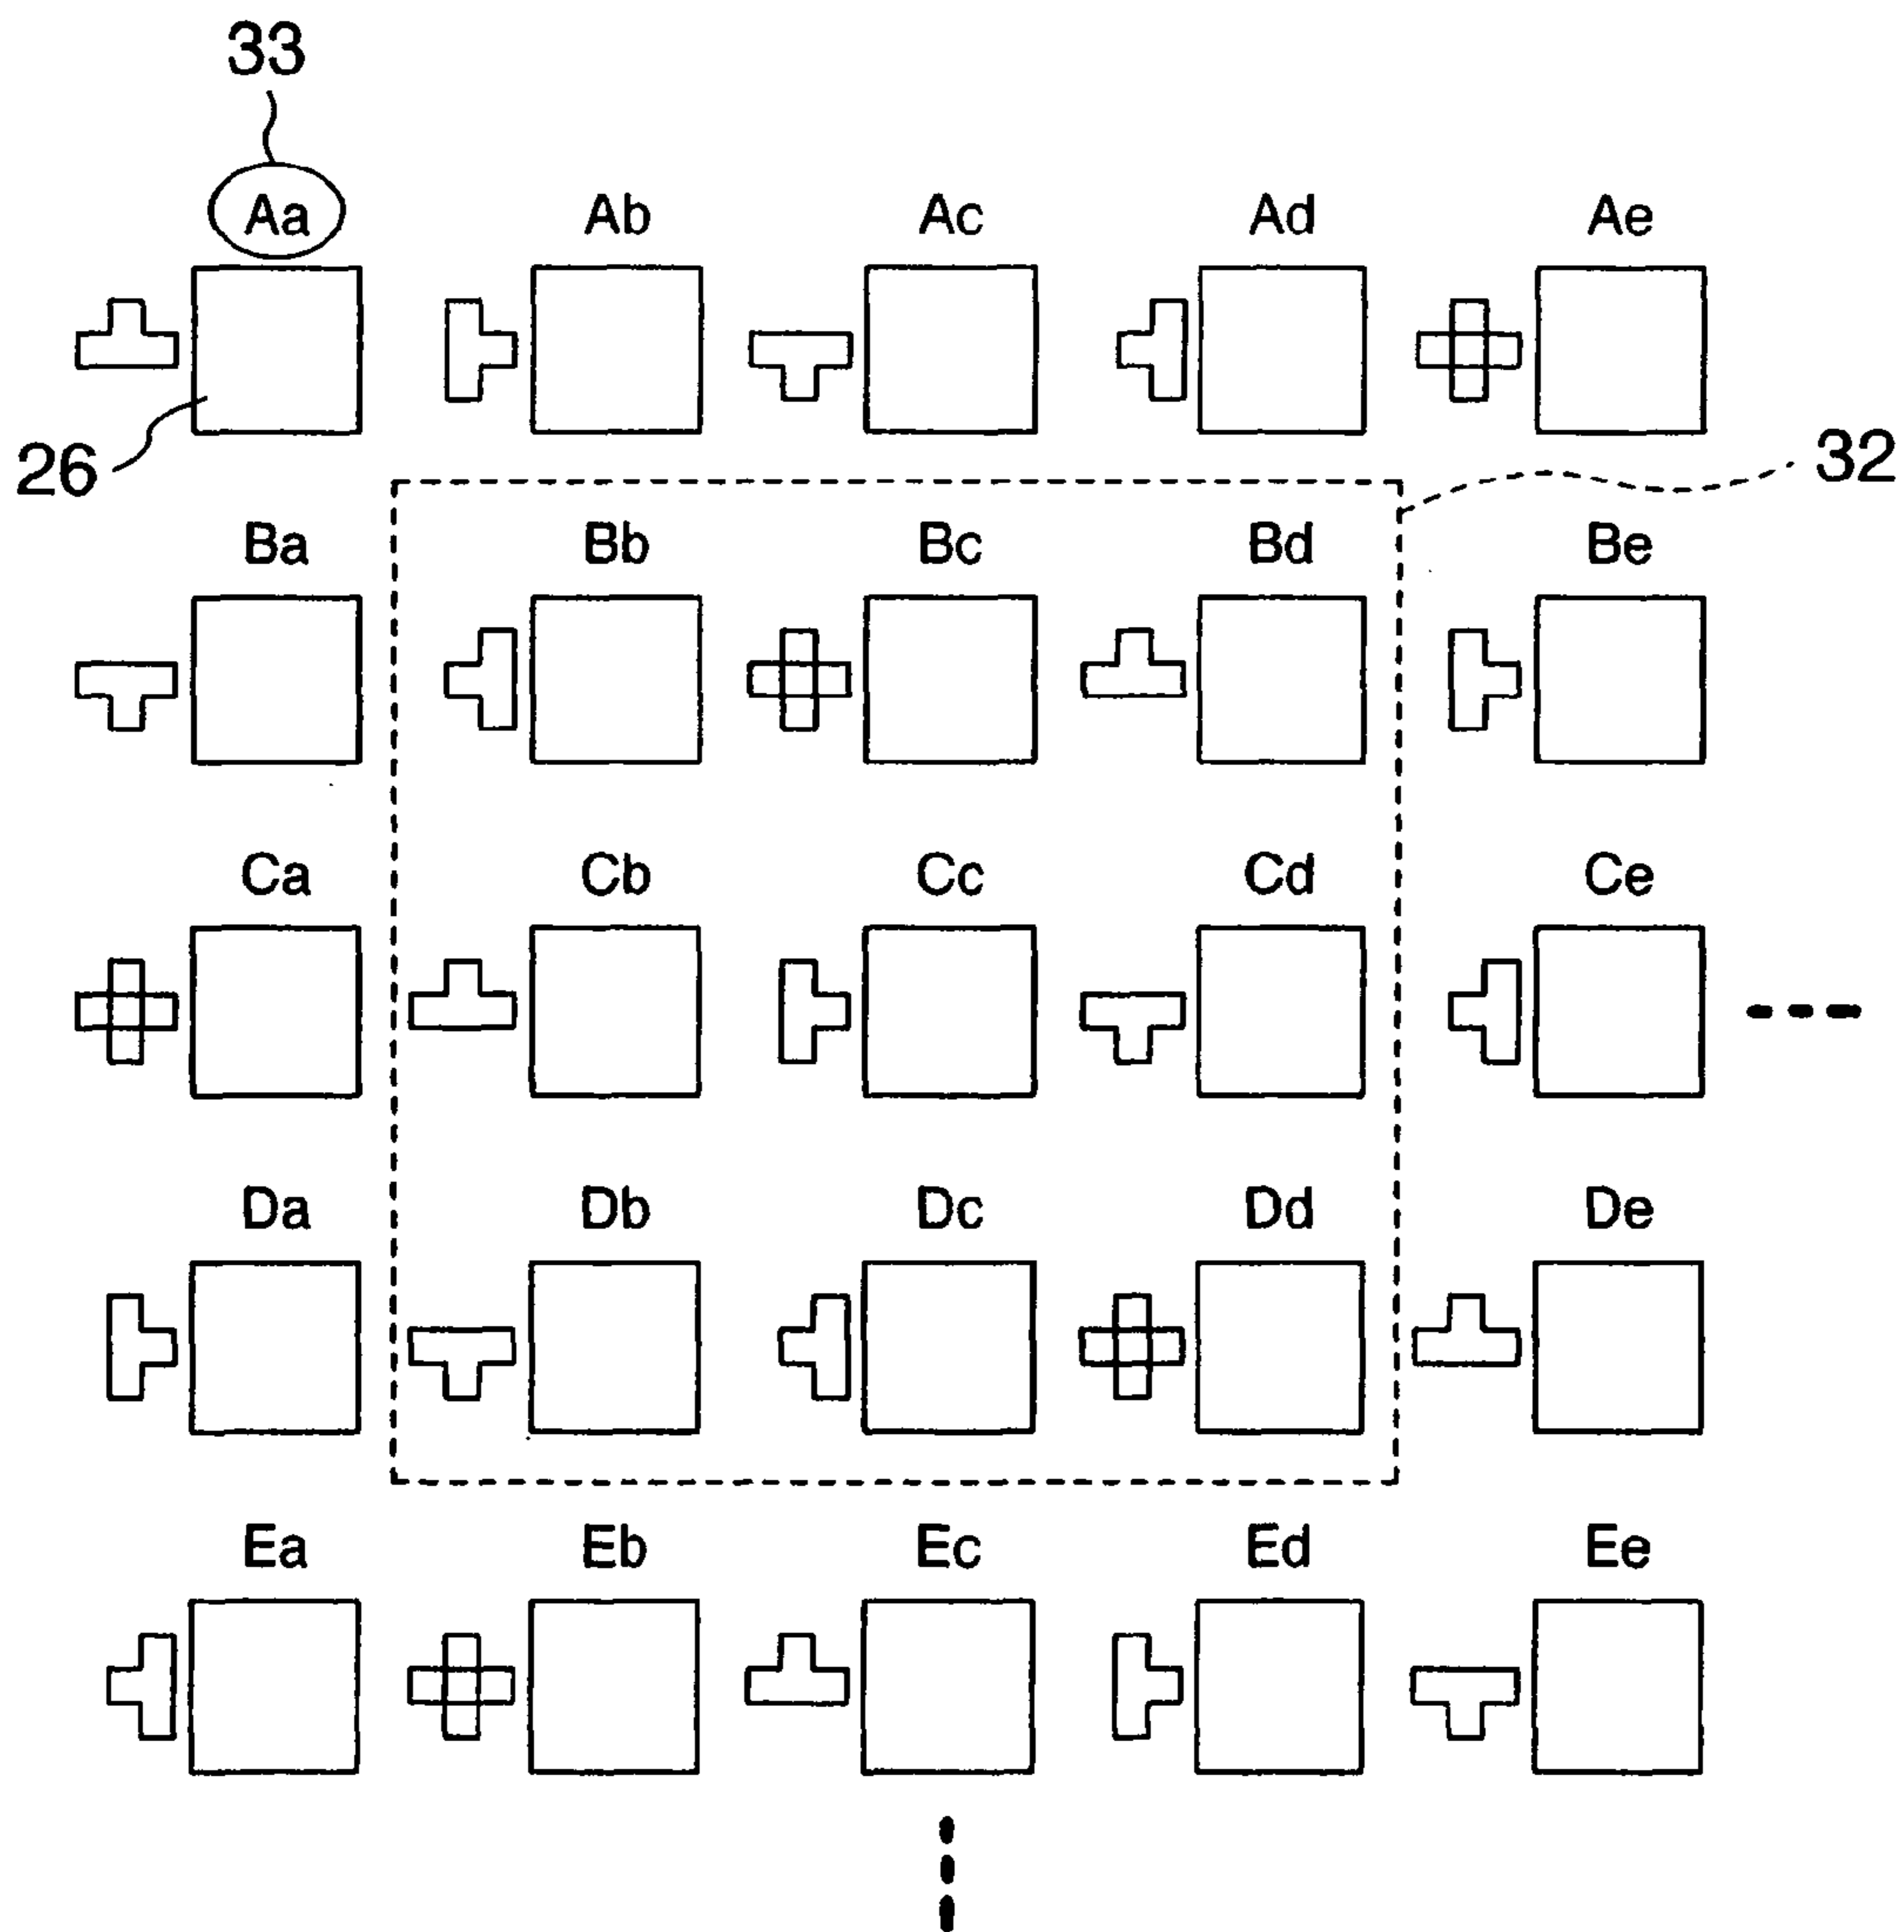 33
Aa Ab Ac Ad Ae
26
32
Ba Bb Bc Bd Be
Ca Cb Cc Cd Ce
Da Db Dc Dd De
Ea Eb Ec Ed Ee